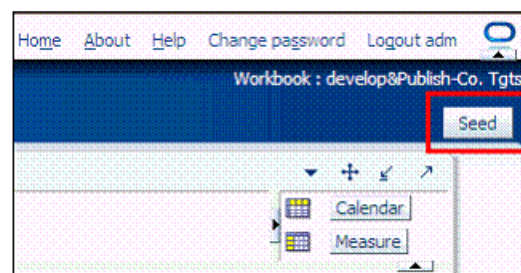 Home About Help Change password Logout adm
Workbook : develop&Publish-Co. Tgts
Seed
Calendar
Measure